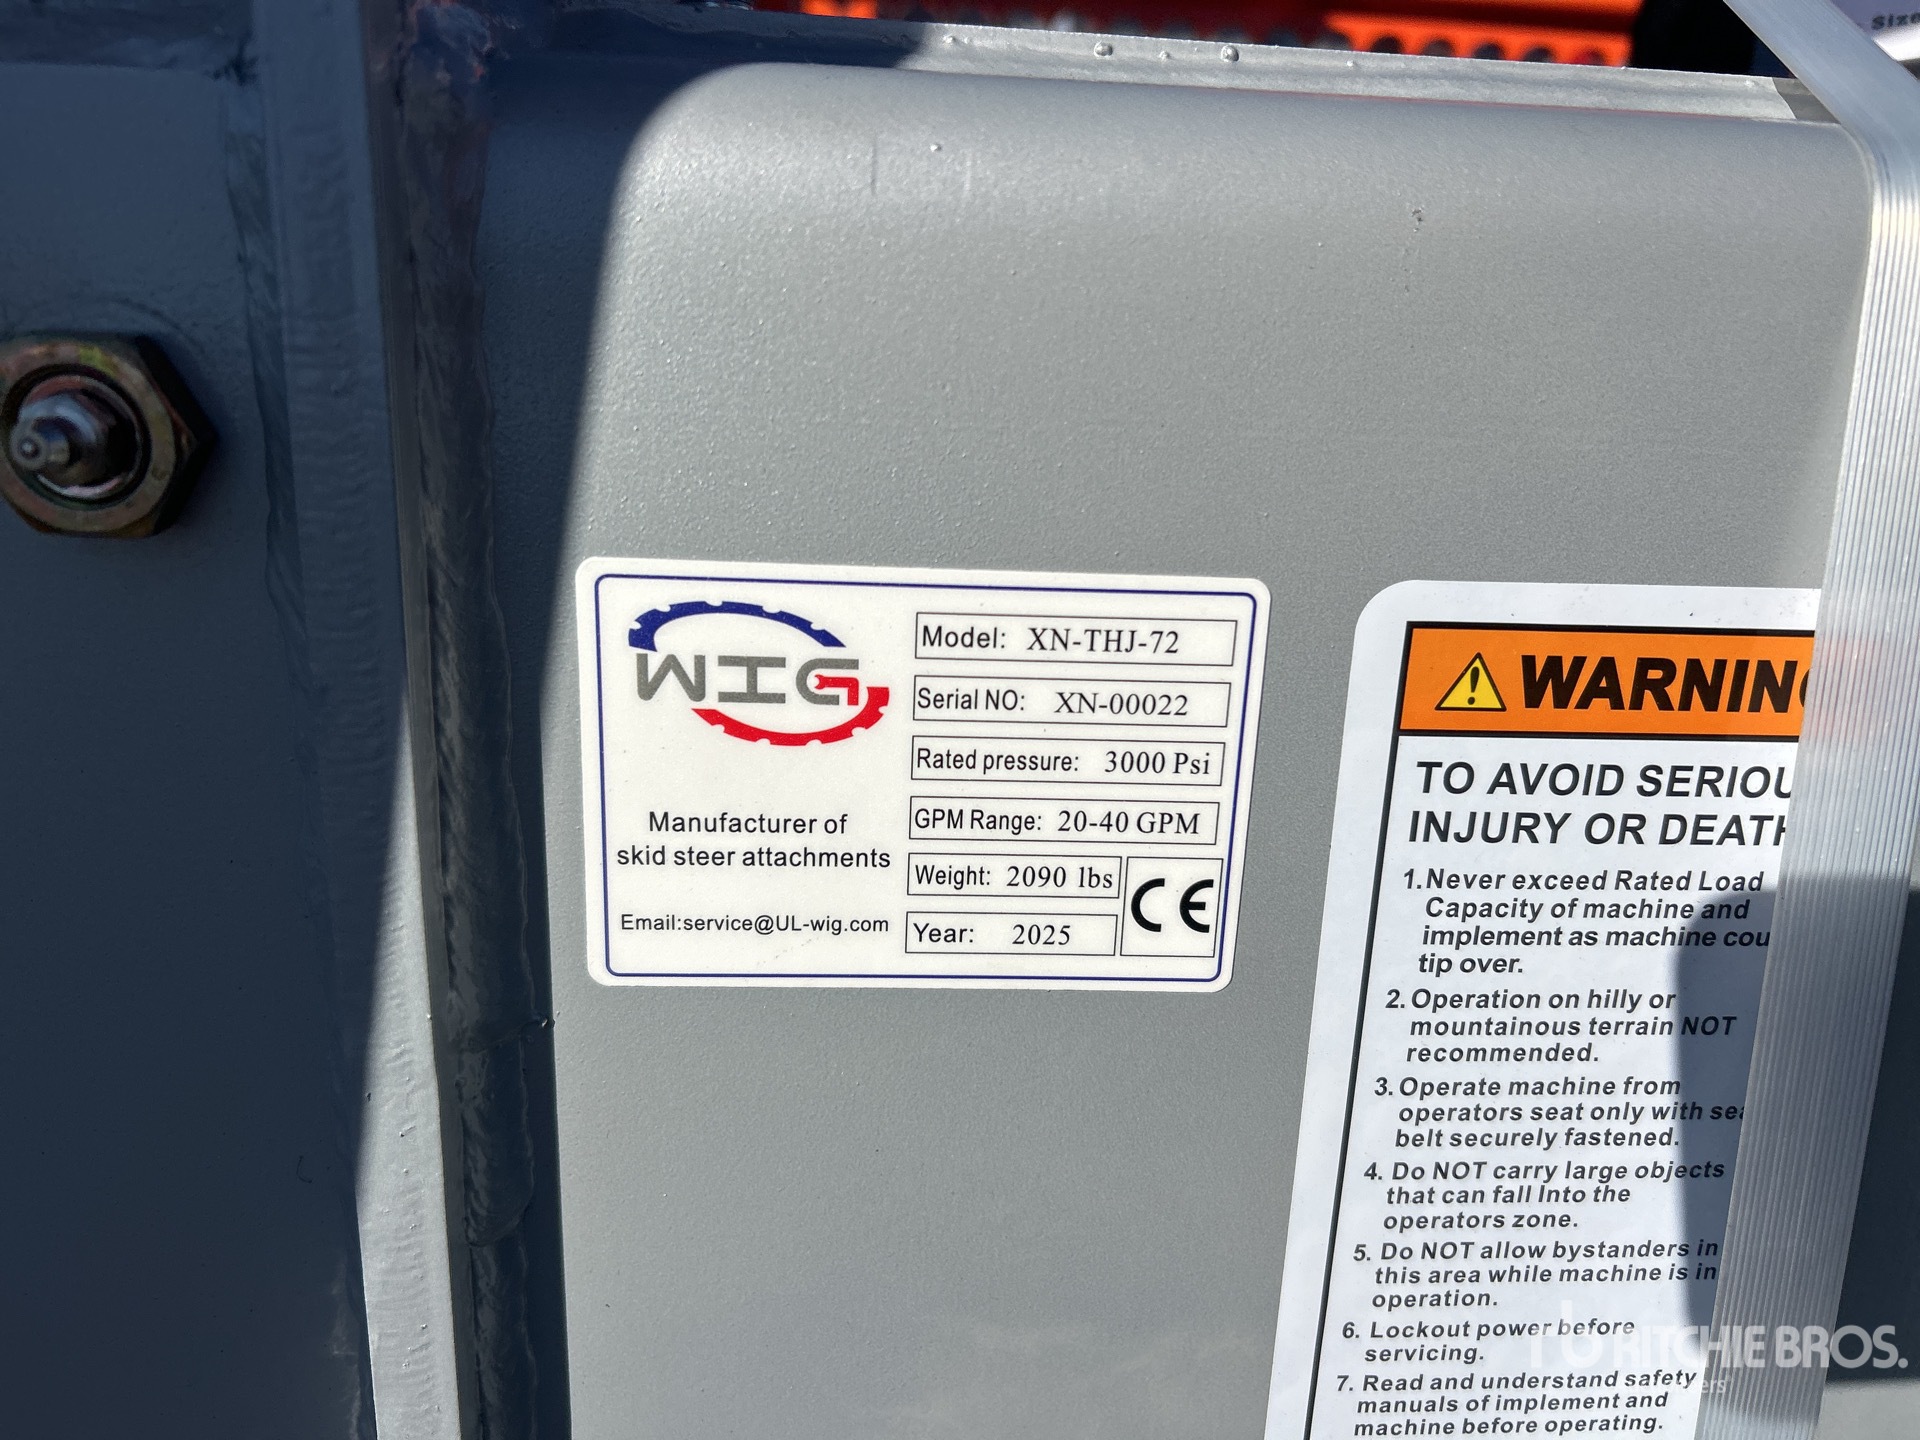 Size
WIG
Manufacturer of
skid steer attachments
Email:service@UL-wig.com
Model: XN-THJ-72
Serial NO: XN-00022
Rated pressure: 3000 Psi
GPM Range: 20-40 GPM
Weight: 2090 lbs
Year: 2025
CE
WARNING
TO AVOID SERIOU
INJURY OR DEATH
1.Never exceed Rated Load
Capacity of machine and
implement as machine cou
tip over.
2.Operation on hilly or
mountainous terrain NOT
recommended.
3.Operate machine from
operators seat only with sea
belt securely fastened.
4. Do NOT carry large objects
that can fall Into the
operators zone.
5. Do NOT allow bystanders in
this area while machine is in
operation.
6. Lockout power before
servicing.
7. Read and understand safety
manuals of implement and
machine before operating.
RITCHIE BROS.